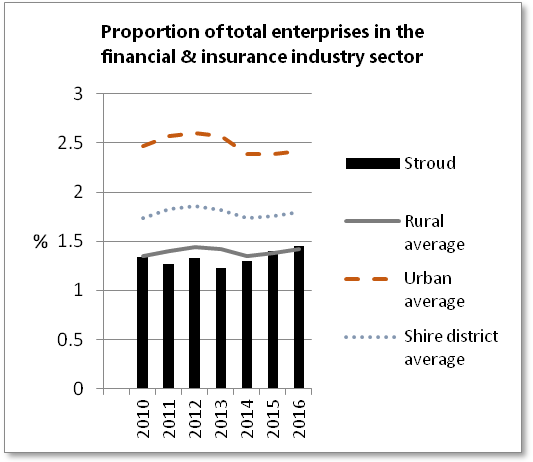 Proportion of total enterprises in the
financial & insurance industry sector
3
2.5
2
1.5
1
0.5
0
%
2010
2011
2012
2013
2014
2015
2016
Stroud
Rural
average
Urban
average
Shire district
average